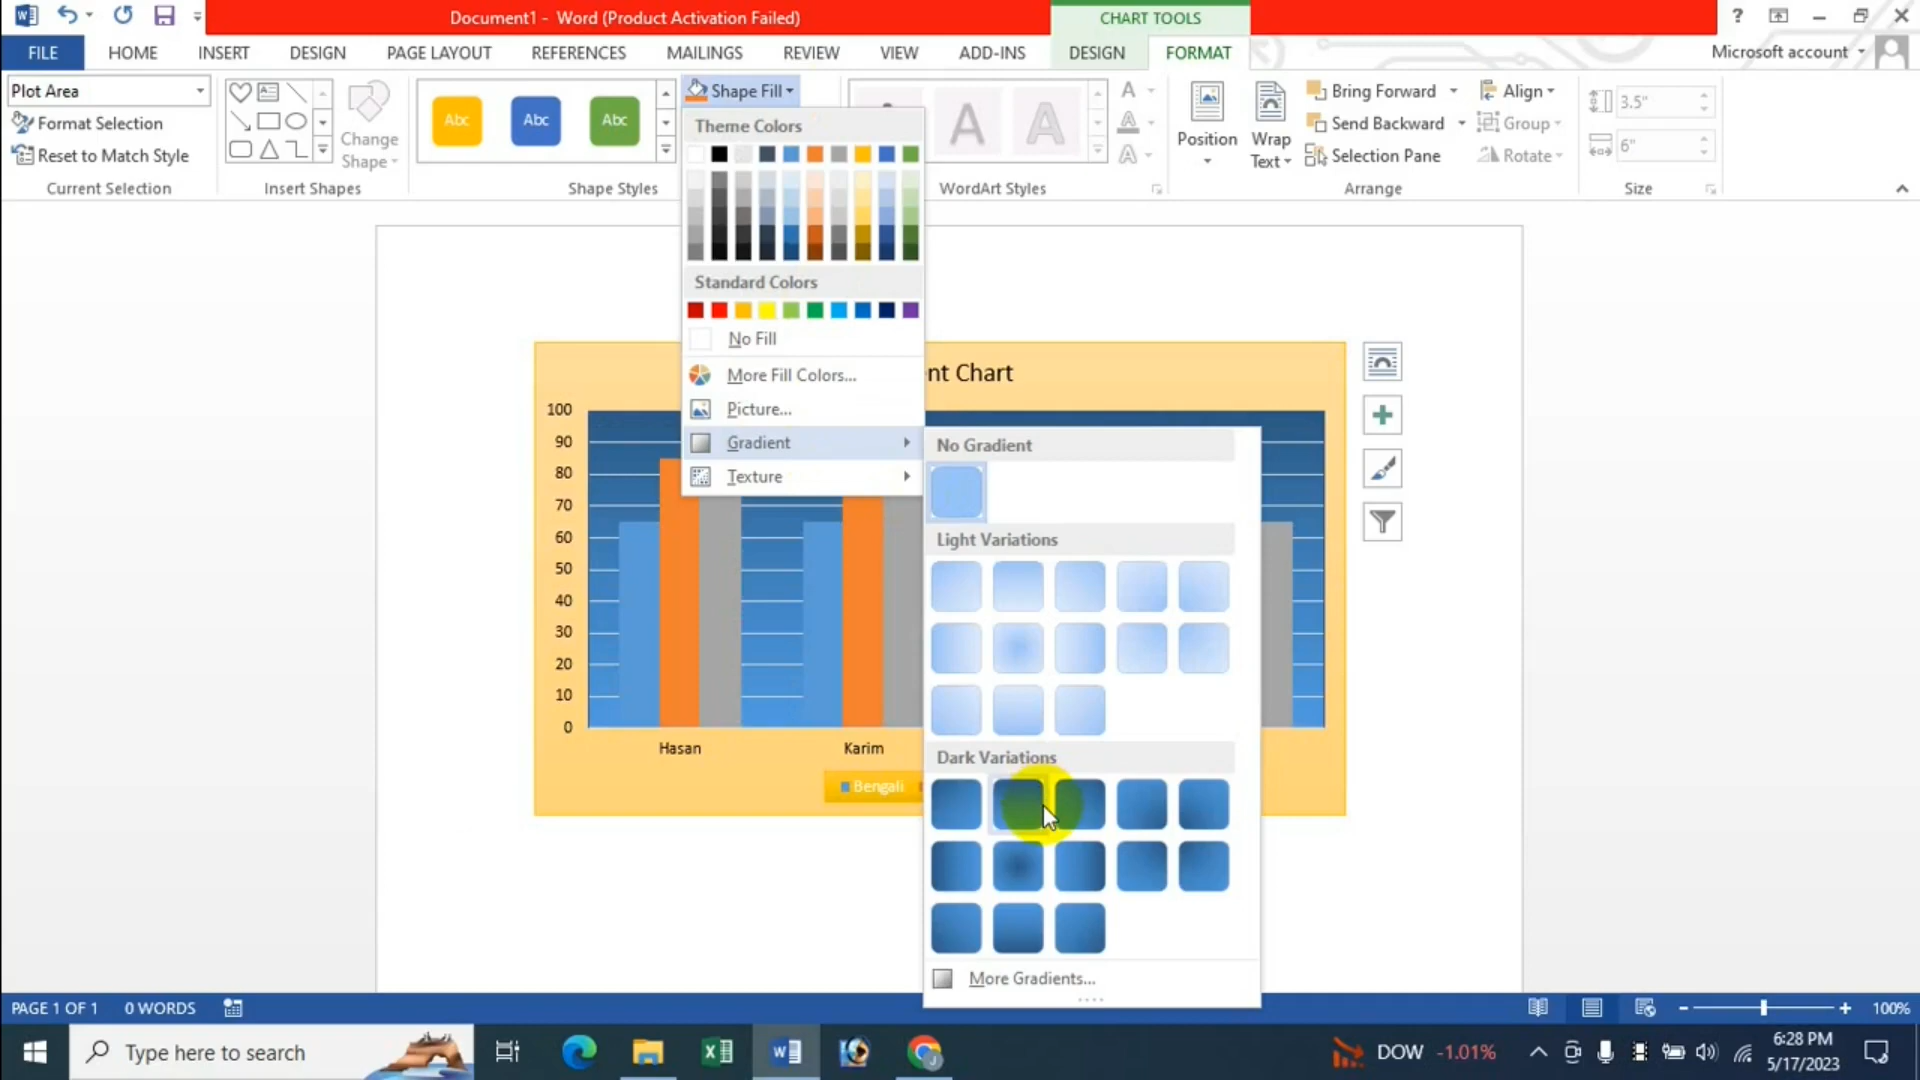 Document1 - Word (Product Activation Failed)
CHART TOOLS
?
FILE
HOME
INSERT
DESIGN
PAGE LAYOUT
REFERENCES
MAILINGS
REVIEW
VIEW
ADD-INS
DESIGN
FORMAT
Microsoft account
Plot Area
Format Selection
Reset to Match Style
Current Selection
Change
Shape
Insert Shapes
Abc
Abc
Abc
Shape Styles
Shape Fill
A
A
A
A
A
WordArt Styles
Position
Wrap
Text
Bring Forward
Send Backward
Selection Pane
Align
Group
Rotate
Arrange
3.5"
6"
Size
Theme Colors
Standard Colors
No Fill
More Fill Colors...
Picture...
Gradient
Texture
No Gradient
Light Variations
Dark Variations
More Gradients...
nt Chart
100
90
80
70
60
50
40
30
20
10
0
Hasan
Karim
Bengali
PAGE 1 OF 1
0 WORDS
100%
Type here to search
DOW -1.01%
6:28 PM
5/17/2023